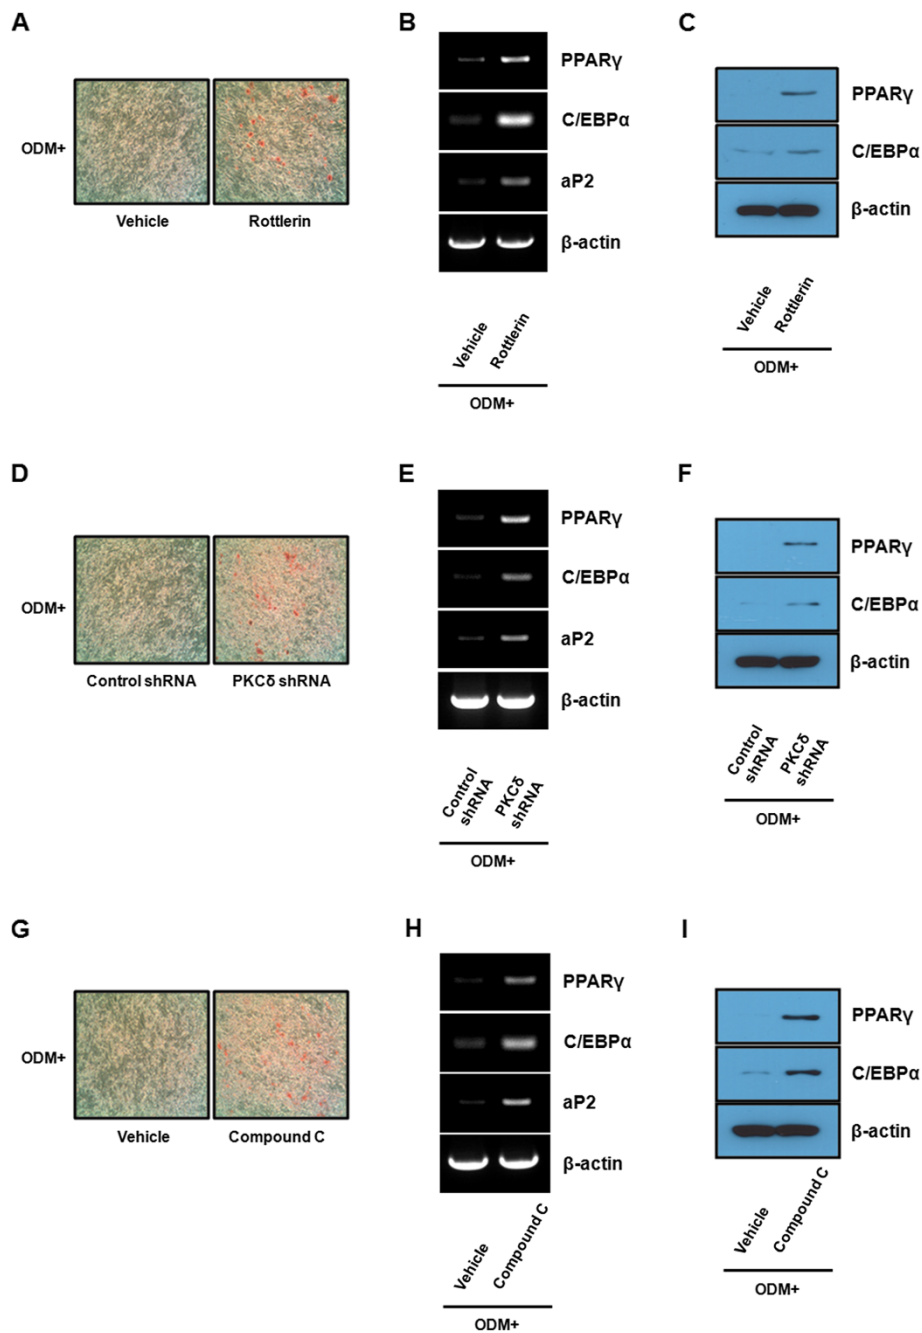 A
B
C
ODM+
Vehicle
Rottlerin
PPARγ
C/EBPα
aP2
β-actin
Vehicle
Rottlerin
ODM+
PPARγ
C/EBPα
β-actin
Vehicle
Rottlerin
ODM+
D
E
F
ODM+
Control shRNA
PKCδ shRNA
PPARγ
C/EBPα
aP2
β-actin
Control
shRNA
PKCδ
shRNA
ODM+
PPARγ
C/EBPα
β-actin
Control
shRNA
PKCδ
shRNA
ODM+
G
H
I
ODM+
Vehicle
Compound C
PPARγ
C/EBPα
aP2
β-actin
Vehicle
Compound C
ODM+
PPARγ
C/EBPα
β-actin
Vehicle
Compound C
ODM+